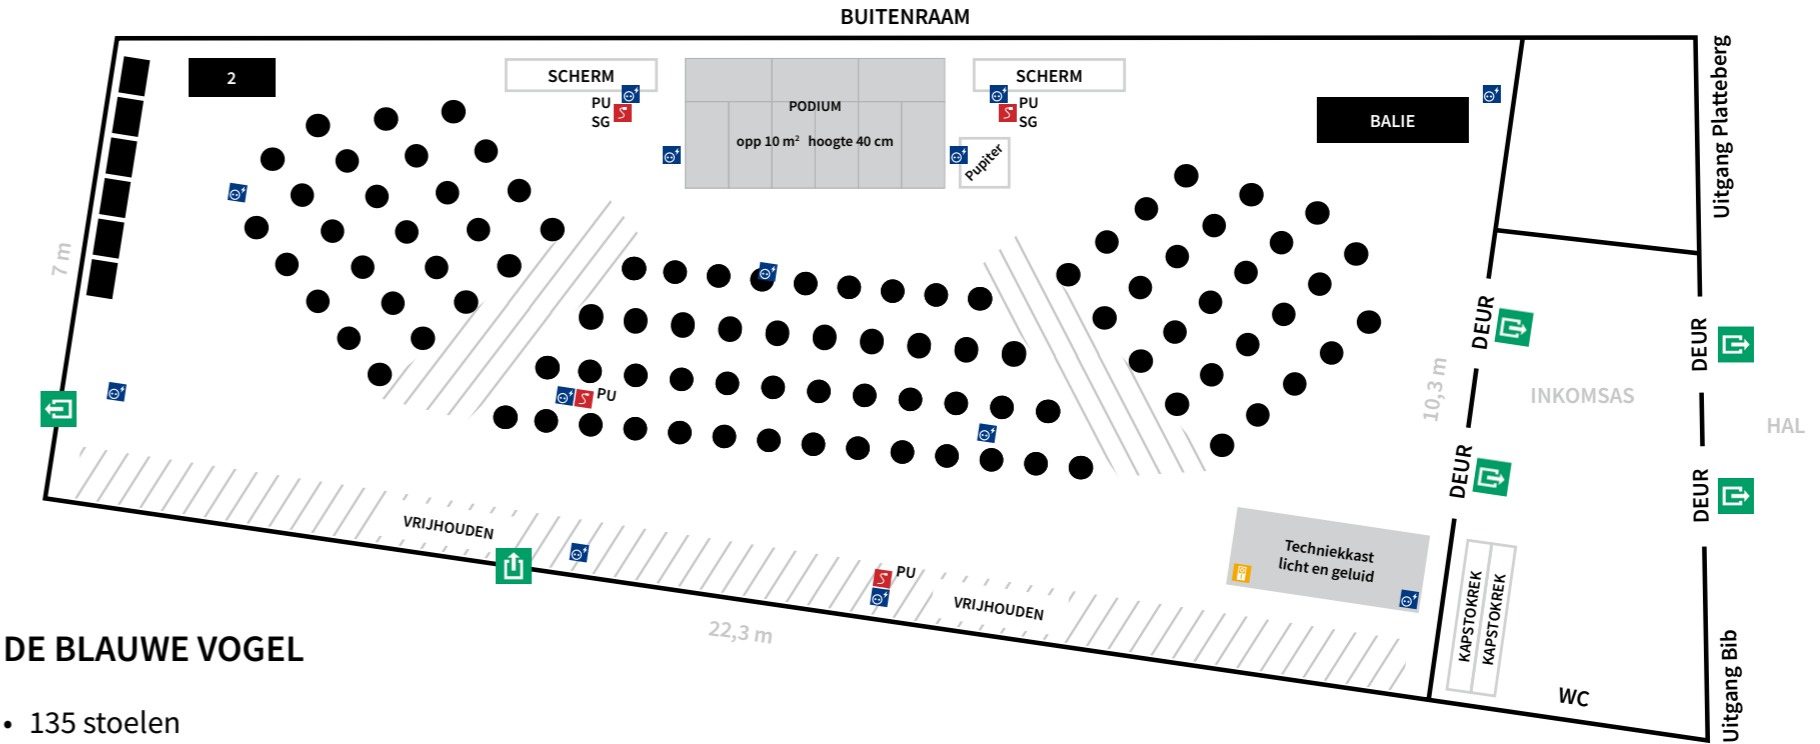 BUITENRAAM
Uitgang Platteberg
2
SCHERM
PU
SG
PODIUM
opp 10 m² hoogte 40 cm
SCHERM
PU
SG
Pupiter
BALIE
7 m
DEUR
DEUR
10,3 m
INKOMSAS
HAL
PU
DEUR
DEUR
VRIJHOUDEN
Techniekkast
licht en geluid
PU
VRIJHOUDEN
KAPSTOKREK
KAPSTOKREK
22,3 m
WC
Uitgang Bib
DE BLAUWE VOGEL
• 135 stoelen